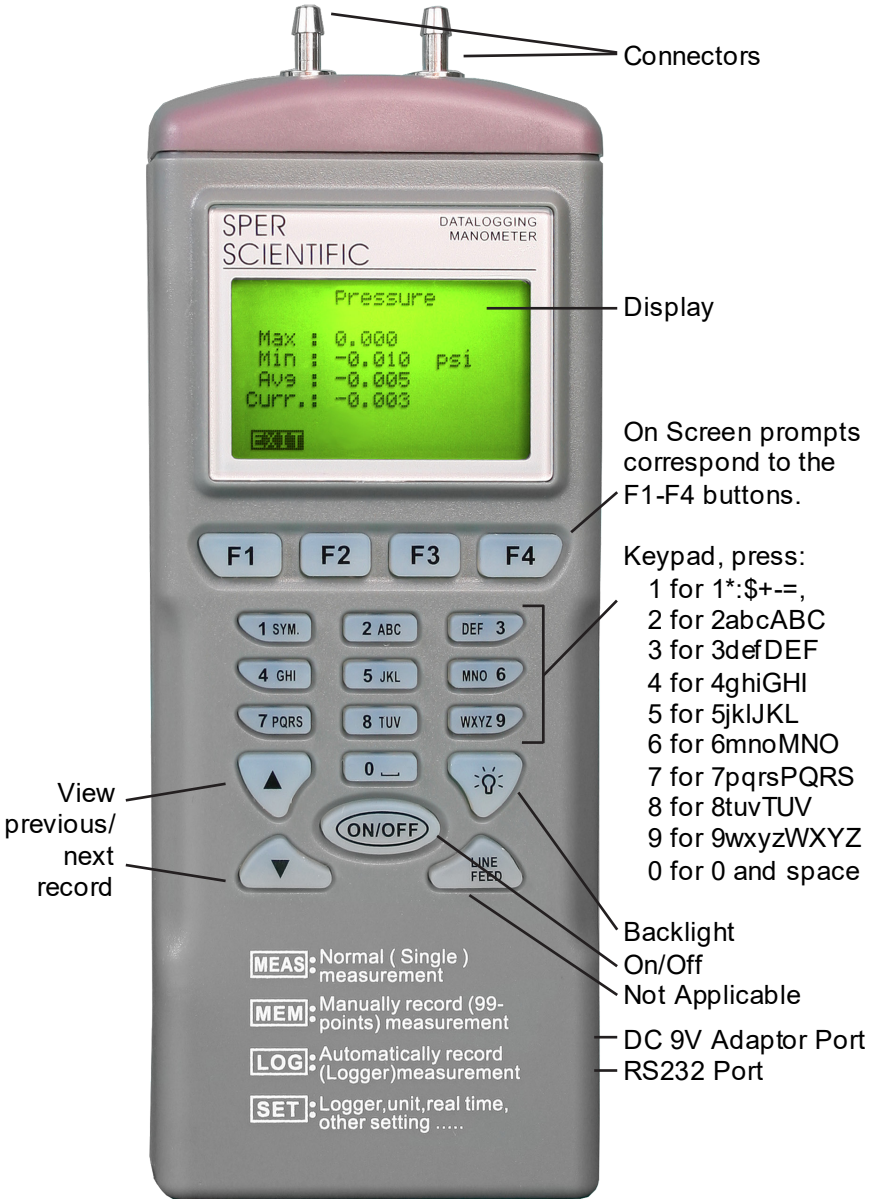 Connectors
SPER
SCIENTIFIC
DATALOGGING
MANOMETER
Display
Pressure
Max : 0.000
Min : -0.010 psi
Avg : -0.005
Curr.: -0.003
EXIT
On Screen prompts
correspond to the
F1-F4 buttons.
F1 F2 F3 F4
Keypad, press:
1 for 1*:$+-=,
2 for 2abcABC
3 for 3defDEF
4 for 4ghiGHI
5 for 5jklJKL
6 for 6mnoMNO
7 for 7pqrsPQRS
8 for 8tuvTUV
9 for 9wxyzWXYZ
0 for 0 and space
1 SYM. 2 ABC DEF 3
4 GHI 5 JKL MNO 6
7 PQRS 8 TUV WXYZ 9
0
View
previous/
next
record
ON/OFF
LINE
FEED
Backlight
On/Off
Not Applicable
DC 9V Adaptor Port
RS232 Port
MEAS: Normal ( Single )
measurement
MEM: Manually record (99-
points) measurement
LOG: Automatically record
(Logger)measurement
SET: Logger,unit,real time,
other setting .....